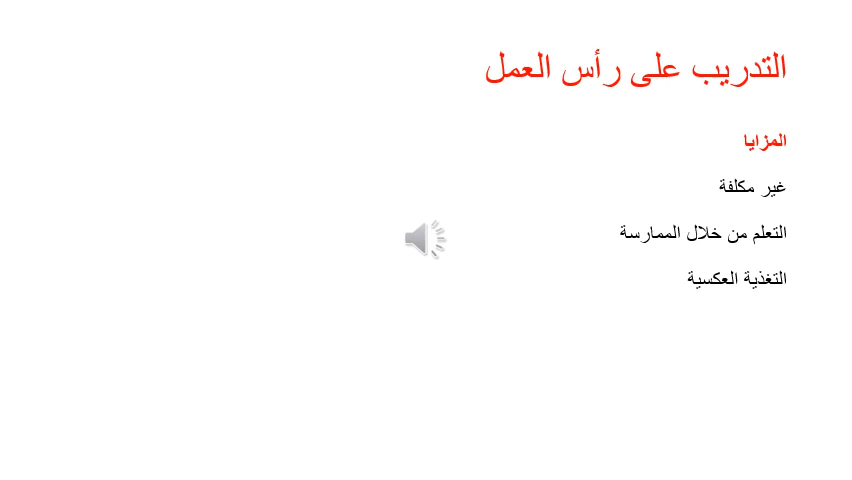 التدريب على رأس العمل
المزايا
غير مكلفة
التعلم من خلال الممارسة
التغذية العكسية